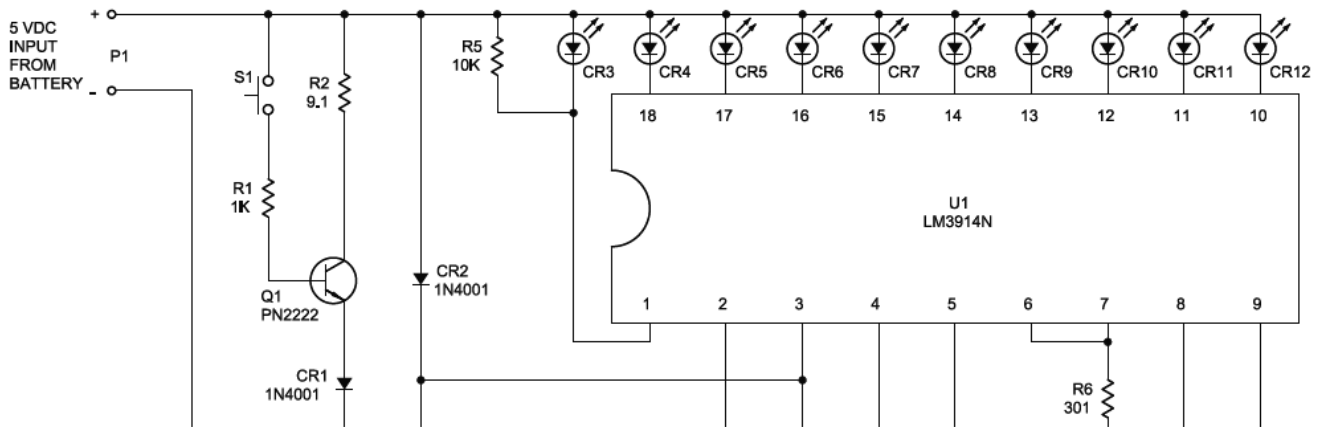 +
5 VDC
INPUT
FROM
BATTERY
-
P1
S1
R2
9.1
R5
10K
CR3
CR4
CR5
CR6
CR7
CR8
CR9
CR10
CR11
CR12
18
17
16
15
14
13
12
11
10
R1
1K
U1
LM3914N
CR2
1N4001
Q1
PN2222
1
2
3
4
5
6
7
8
9
CR1
1N4001
R6
301